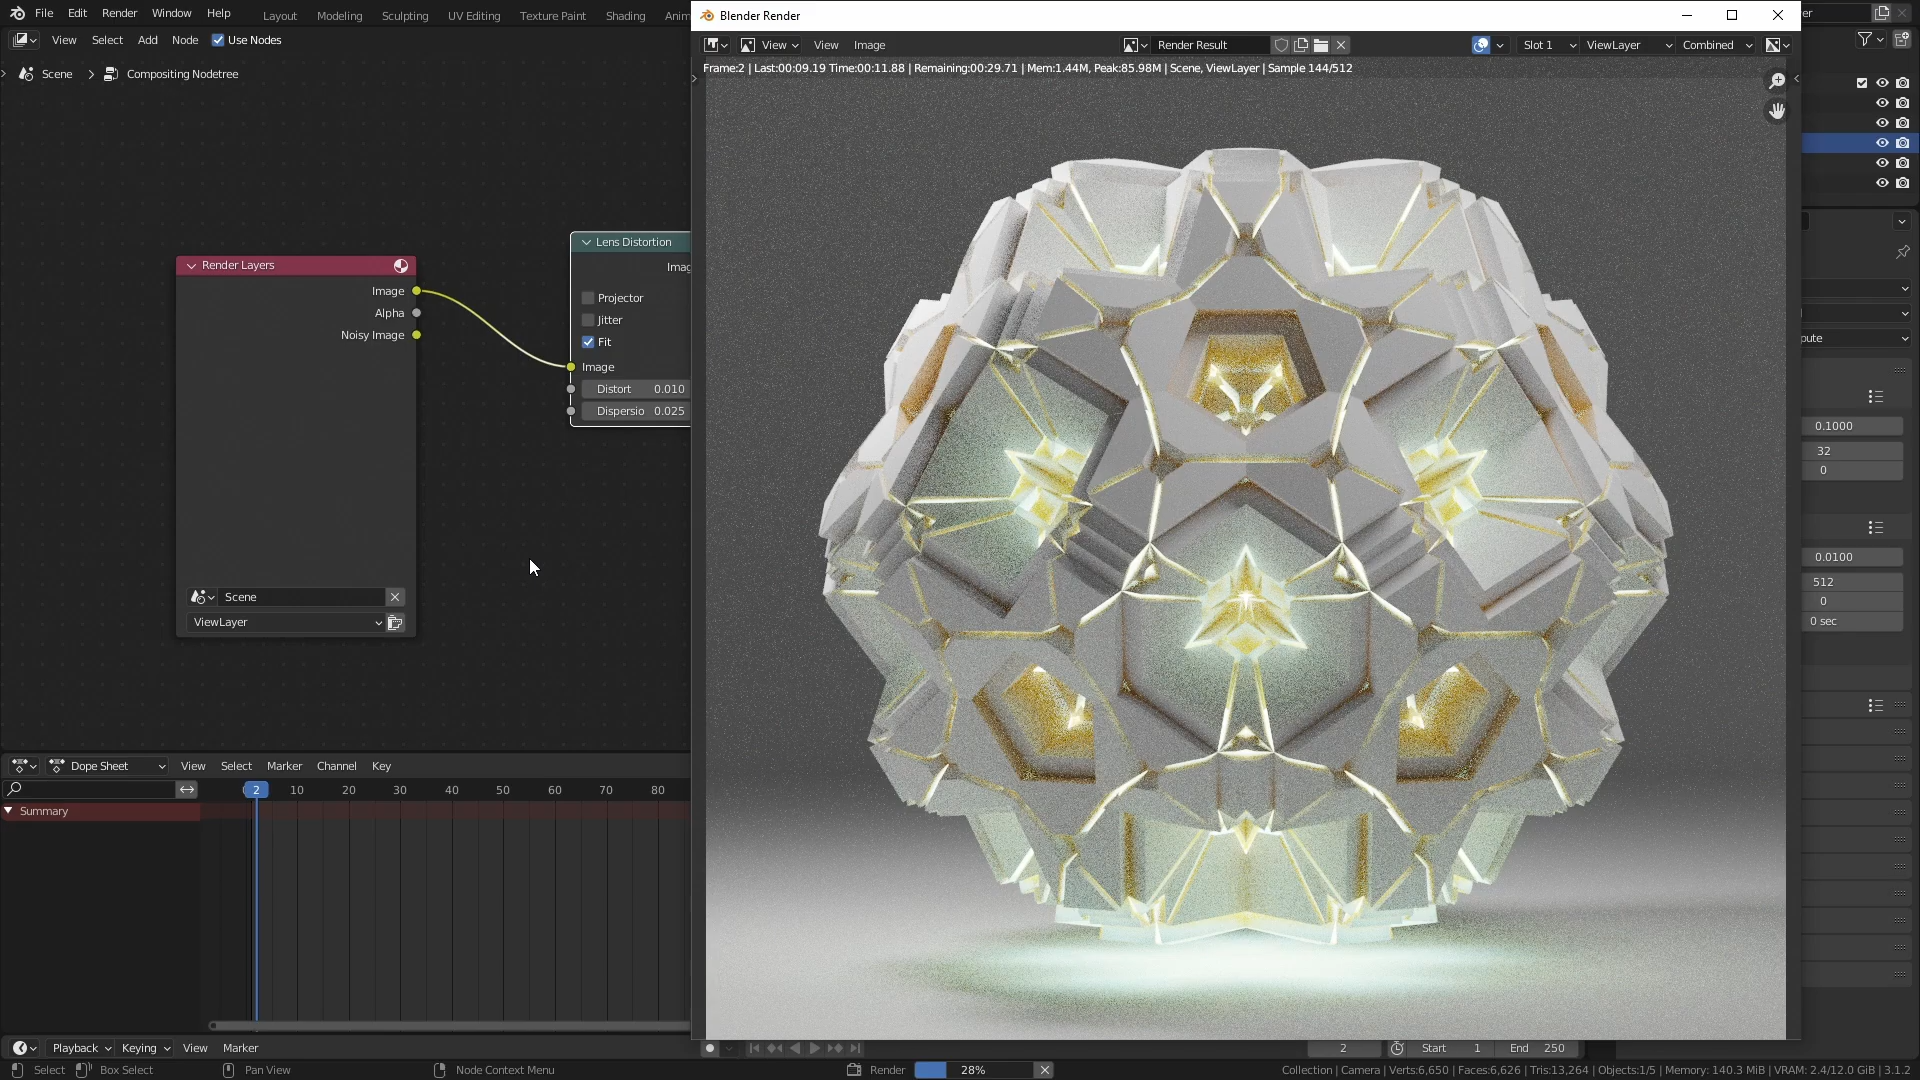 File Edit Render Window Help Layout Modeling Sculpting UV Editing Texture Paint Shading Anim
Blender Render
View Select Add Node Use Nodes
View View Image Render Result Slot 1 ViewLayer Combined
Scene Compositing Nodetree
Frame:2 | Last:00:09.19 Time:00:11.88 | Remaining:00:29.71 | Mem:1.44M, Peak:85.98M | Scene, ViewLayer | Sample 144/512
Render Layers
Image
Alpha
Noisy Image
Scene
ViewLayer
Lens Distortion
Imag
Projector
Jitter
Fit
Image
Distort 0.010
Dispersio 0.025
er
pute
0.1000
32
0
0.0100
512
0
0 sec
Dope Sheet View Select Marker Channel Key
2 10 20 30 40 50 60 70 80
Summary
Playback Keying View Marker
2 Start 1 End 250
Select Box Select Pan View Node Context Menu Render 28%
Collection | Camera | Verts:6,650 | Faces:6,626 | Tris:13,264 | Objects:1/5 | Memory: 140.3 MiB | VRAM: 2.4/12.0 GiB | 3.1.2